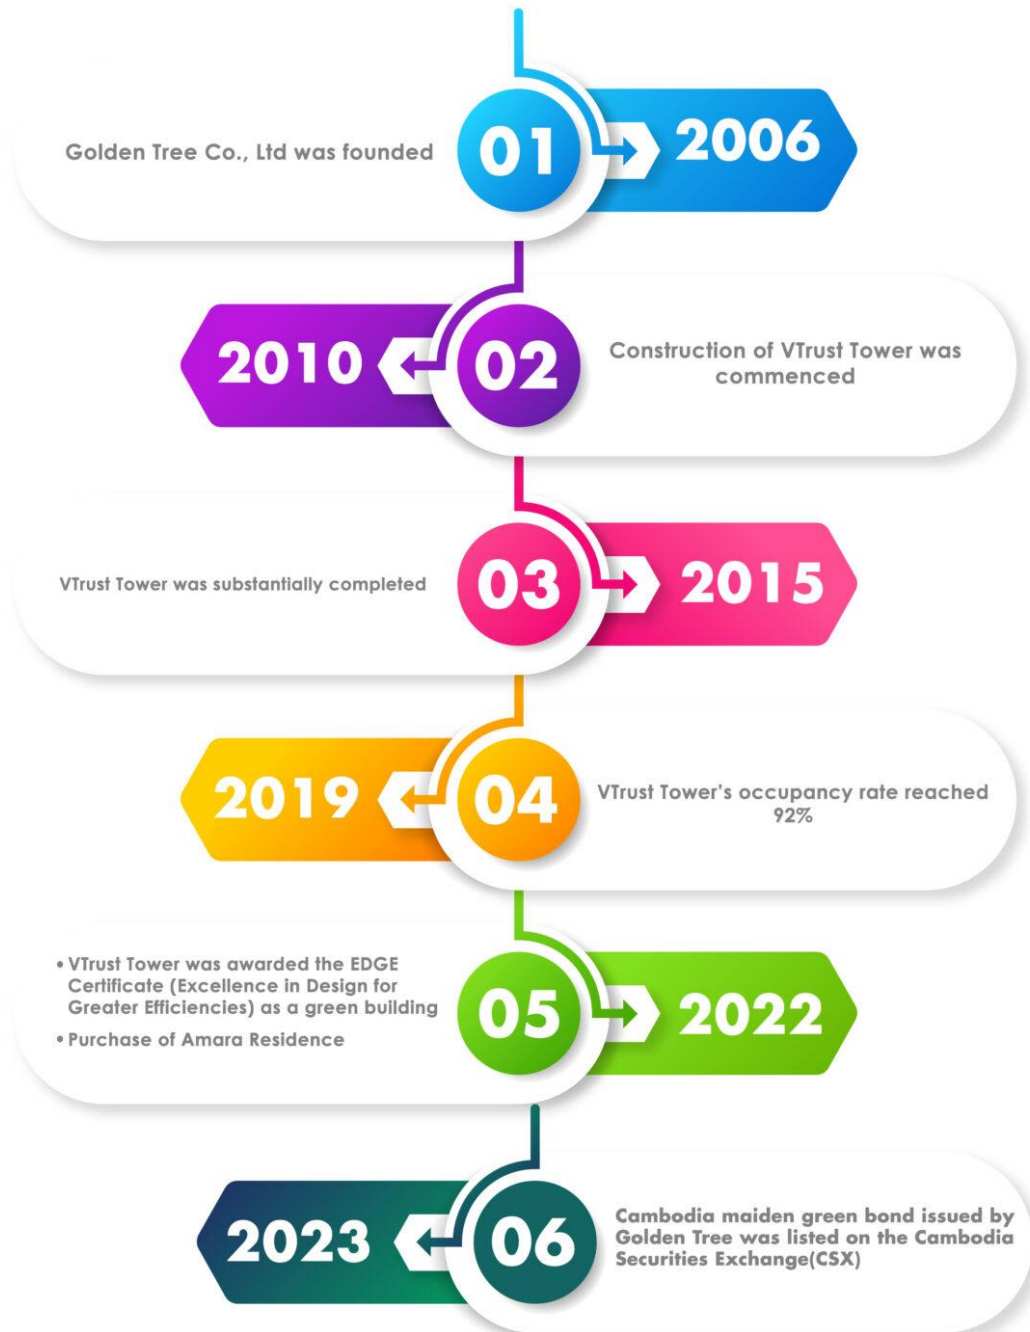 Golden Tree Co., Ltd was founded
01
2006
2010
02
Construction of VTrust Tower was
commenced
VTrust Tower was substantially completed
03
2015
2019
04
VTrust Tower's occupancy rate reached
92%
• VTrust Tower was awarded the EDGE
Certificate (Excellence in Design for
Greater Efficiencies) as a green building
• Purchase of Amara Residence
05
2022
2023
06
Cambodia maiden green bond issued by
Golden Tree was listed on the Cambodia
Securities Exchange(CSX)